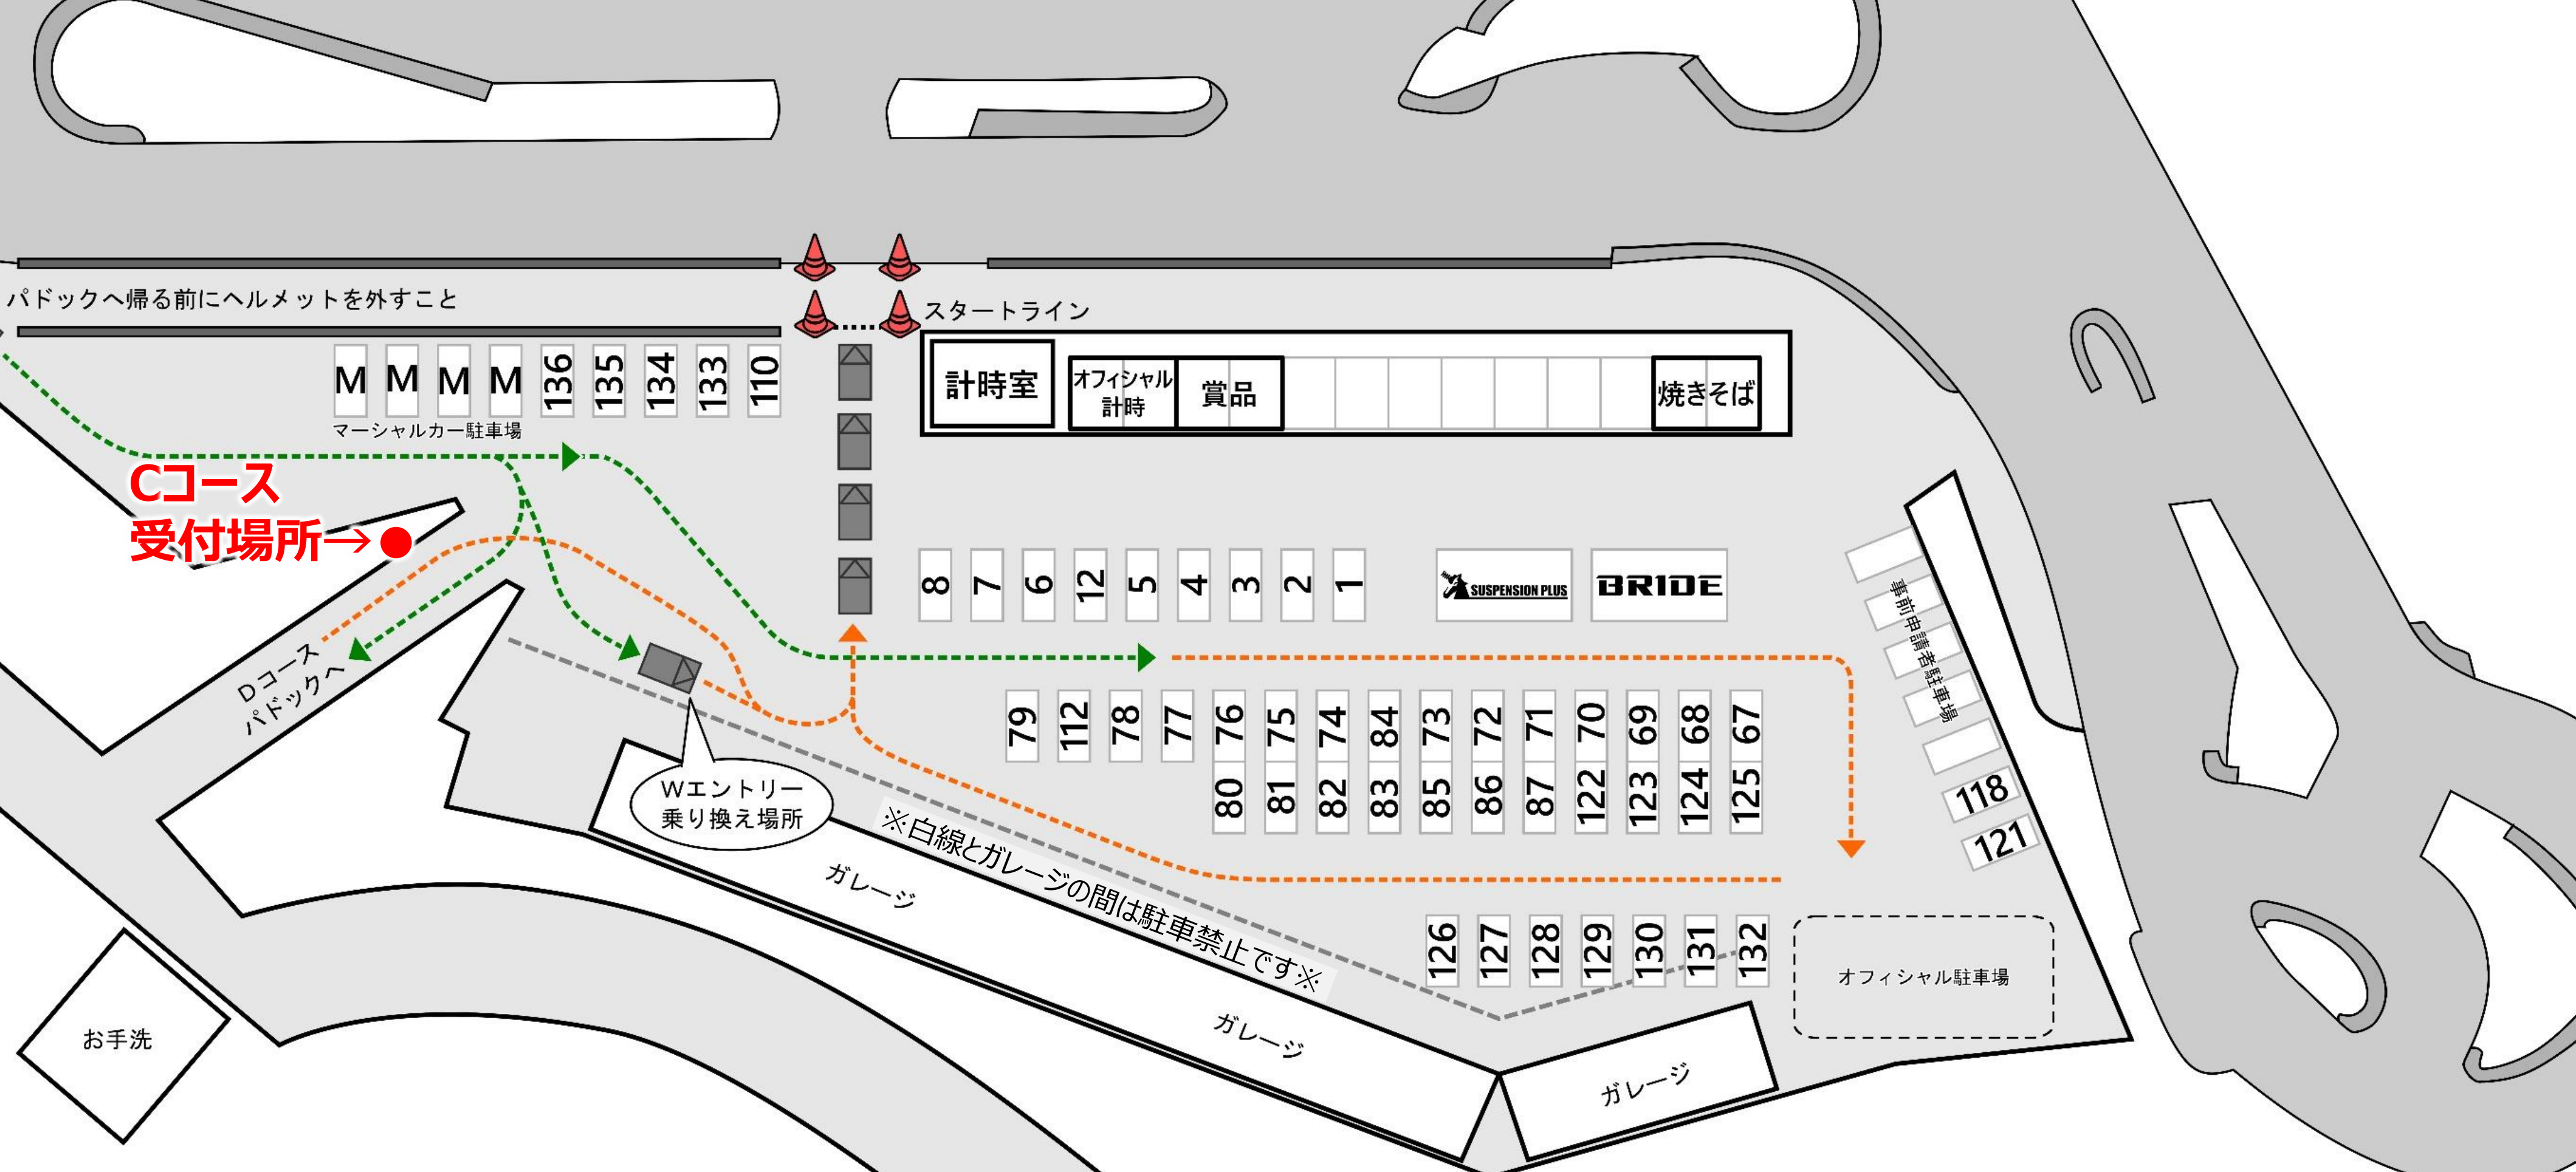 パドックへ帰る前にヘルメットを外すこと
スタートライン
M M M M 136 135 134 133 110
マーシャルカー駐車場
計時室
オフィシャル
計時
賞品
焼きそば
Cコース
受付場所→●
8 7 6 12 5 4 3 2 1
SUSPENSION PLUS
BRIDE
事前申請者駐車場
118
121
Dコース
パドックへ
79 112 78 77 76 75 74 84 73 72 71 70 69 68 67
80 81 82 83 85 86 87 122 123 124 125
Wエントリー
乗り換え場所
※白線とガレージの間は駐車禁止です※
ガレージ
126 127 128 129 130 131 132
オフィシャル駐車場
ガレージ
ガレージ
お手洗